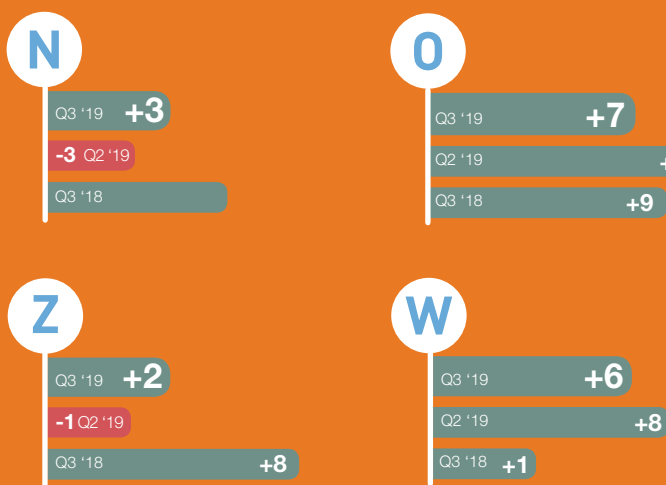 N
Q3 ‘19 +3
-3 Q2 ‘19
Q3 ‘18
O
Q3 ‘19 +7
Q2 ‘19 +
Q3 ‘18 +9
Z
Q3 ‘19 +2
-1 Q2 ‘19
Q3 ‘18 +8
W
Q3 ‘19 +6
Q2 ‘19 +8
Q3 ‘18 +1